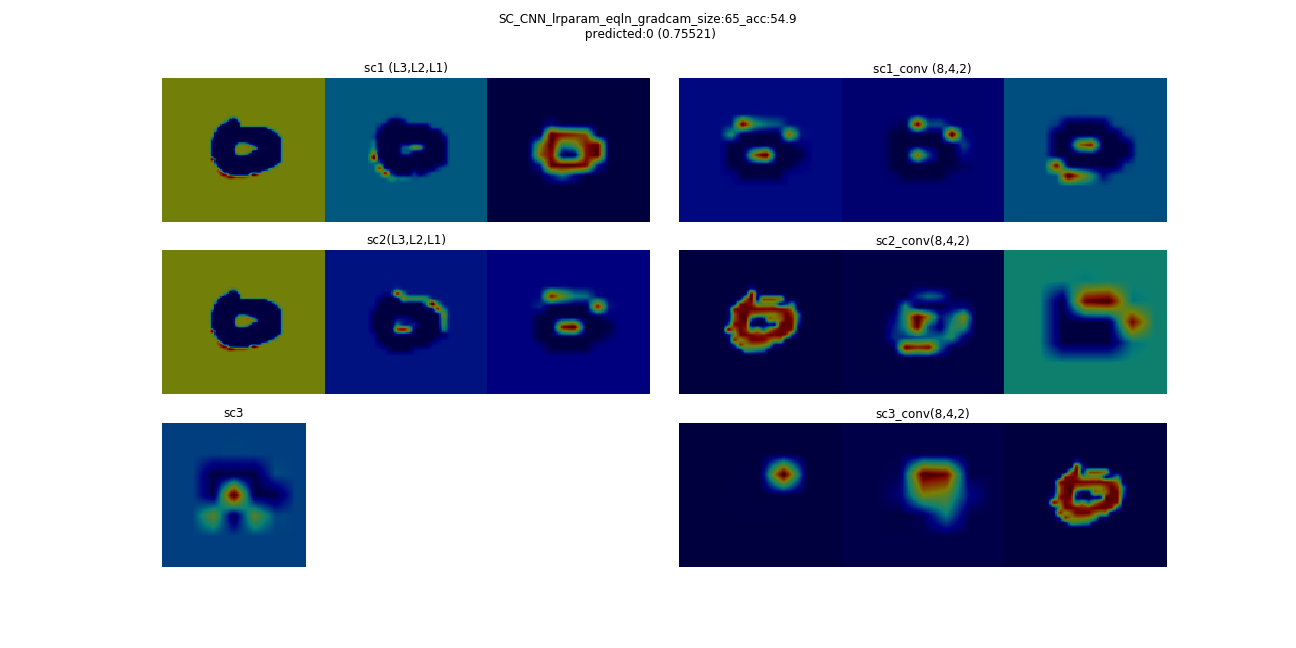 SC_CNN_lrparam_eqln_gradcam_size:65_acc:54.9
predicted:0 (0.75521)
sc1 (L3,L2,L1)
sc1_conv (8,4,2)
sc2(L3,L2,L1)
sc2_conv(8,4,2)
sc3
sc3_conv(8,4,2)